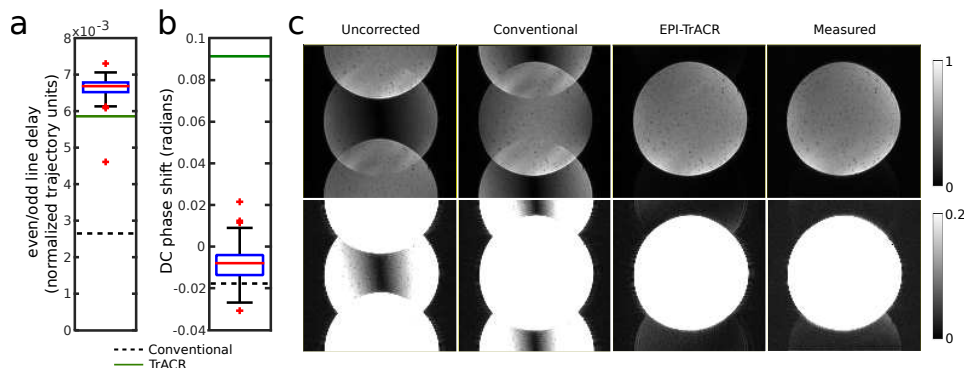 a
b
c
8 ×10⁻³
7
6
5
4
3
2
1
0
even/odd line delay
(normalized trajectory units)
0.1
0.08
0.06
0.04
0.02
0
-0.02
-0.04
DC phase shift (radians)
Conventional
TrACR
Uncorrected
Conventional
EPI-TrACR
Measured
1
0
0.2
0